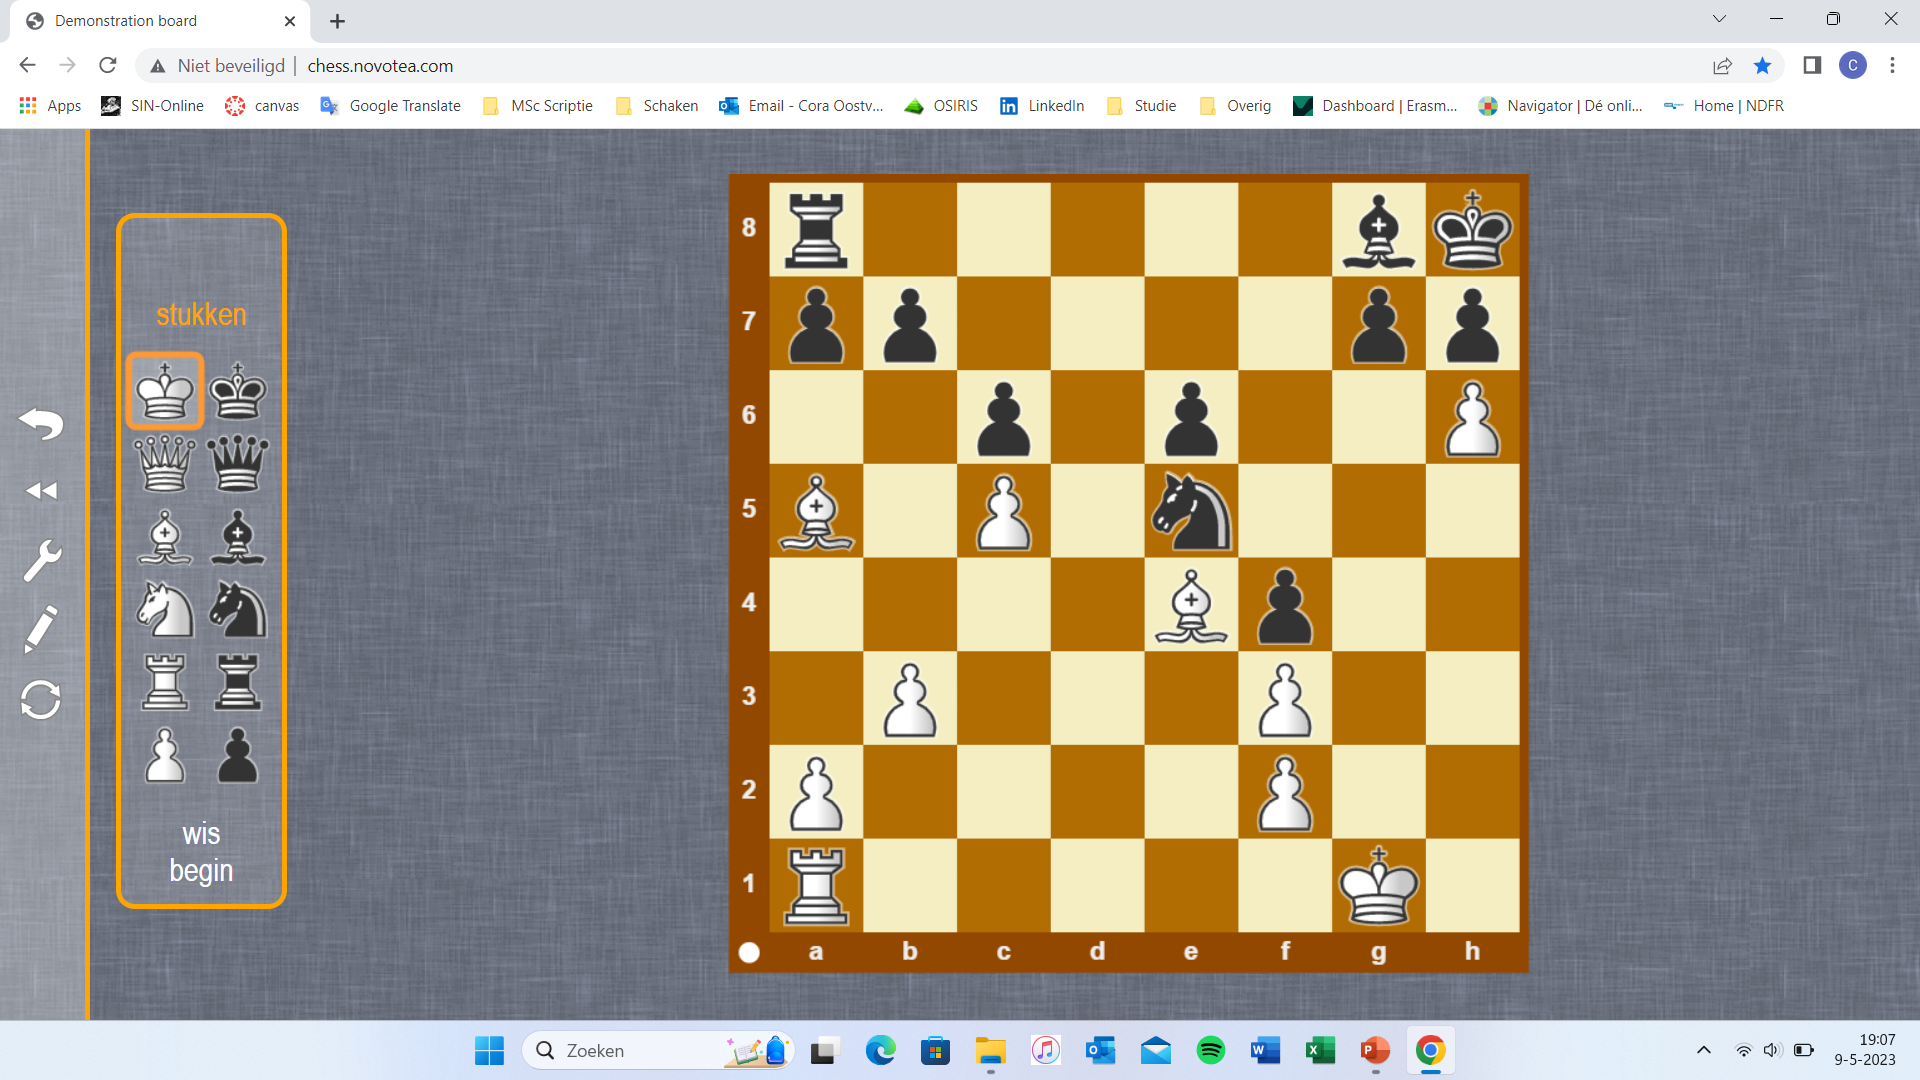 Demonstration board
Niet beveiligd | chess.novotea.com
C
Apps SIN-Online canvas Google Translate MSc Scriptie Schaken Email - Cora Oostv... OSIRIS LinkedIn Studie Overig Dashboard | Erasm... Navigator | Dé onli... Home | NDFR
stukken
wis
begin
8
7
6
5
4
3
2
1
a b c d e f g h
Zoeken
19:07
9-5-2023